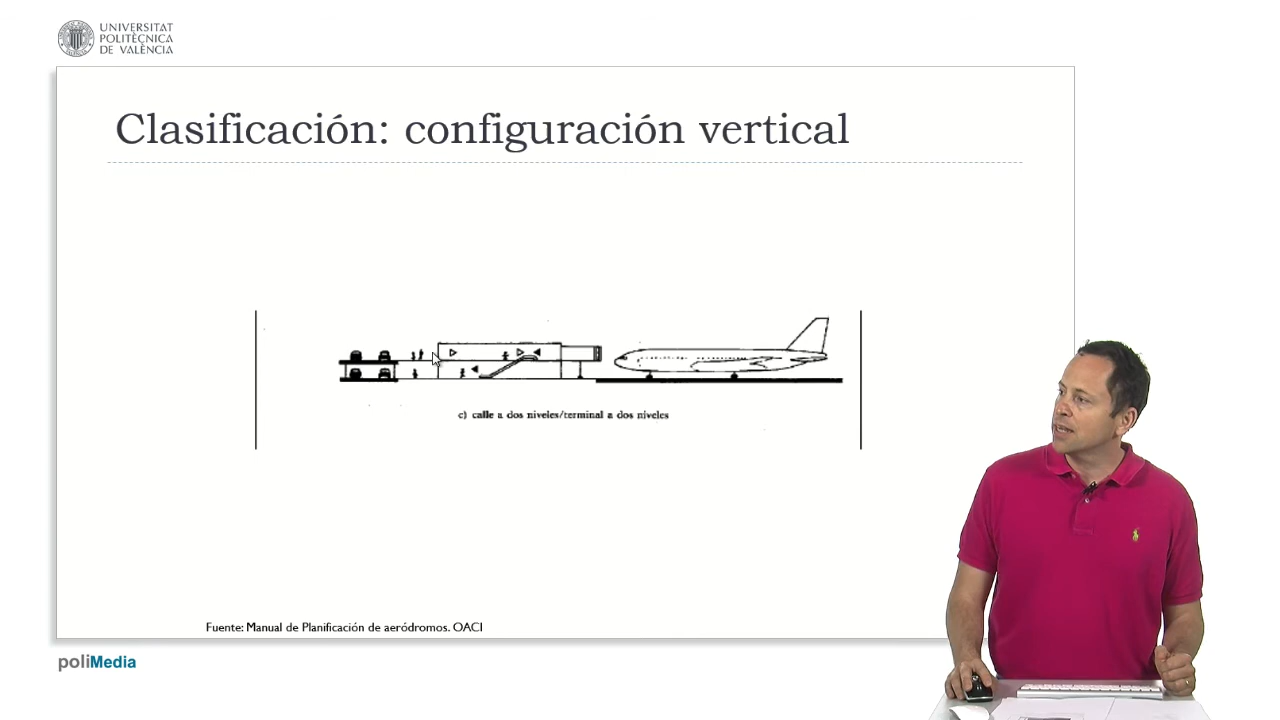 UNIVERSITAT
POLITÈCNICA
DE VALÈNCIA
Clasificación: configuración vertical
c) calle a dos niveles/terminal a dos niveles
Fuente: Manual de Planificación de aeródromos. OACI
poliMedia